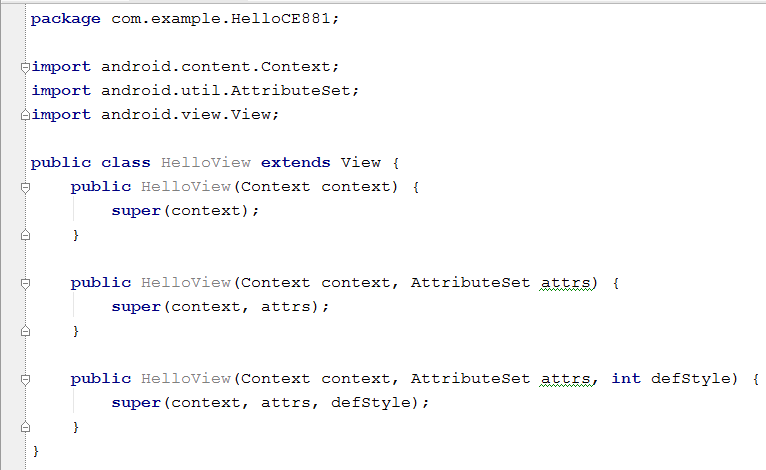 package com.example.HelloCE881;
import android.content.Context;
import android.util.AttributeSet;
import android.view.View;
public class HelloView extends View {
public HelloView(Context context) {
super(context);
}
public HelloView(Context context, AttributeSet attrs) {
super(context, attrs);
}
public HelloView(Context context, AttributeSet attrs, int defStyle) {
super(context, attrs, defStyle);
}
}